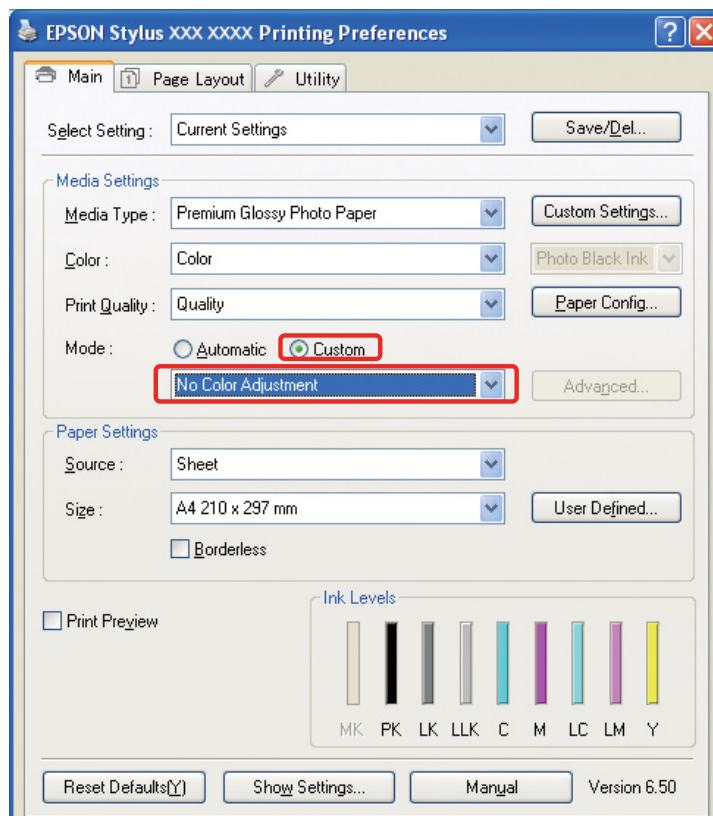 EPSON Stylus XXX XXXX Printing Preferences
Main Page Layout Utility
Select Setting : Current Settings Save/Del...
Media Settings
Media Type : Premium Glossy Photo Paper Custom Settings...
Color : Color Photo Black Ink
Print Quality : Quality Paper Config...
Mode : Automatic Custom
No Color Adjustment Advanced...
Paper Settings
Source : Sheet
Size : A4 210 x 297 mm User Defined...
Borderless
Ink Levels
Print Preview
MK PK LK LLK C M LC LM Y
Reset Defaults(Y) Show Settings... Manual Version 6.50